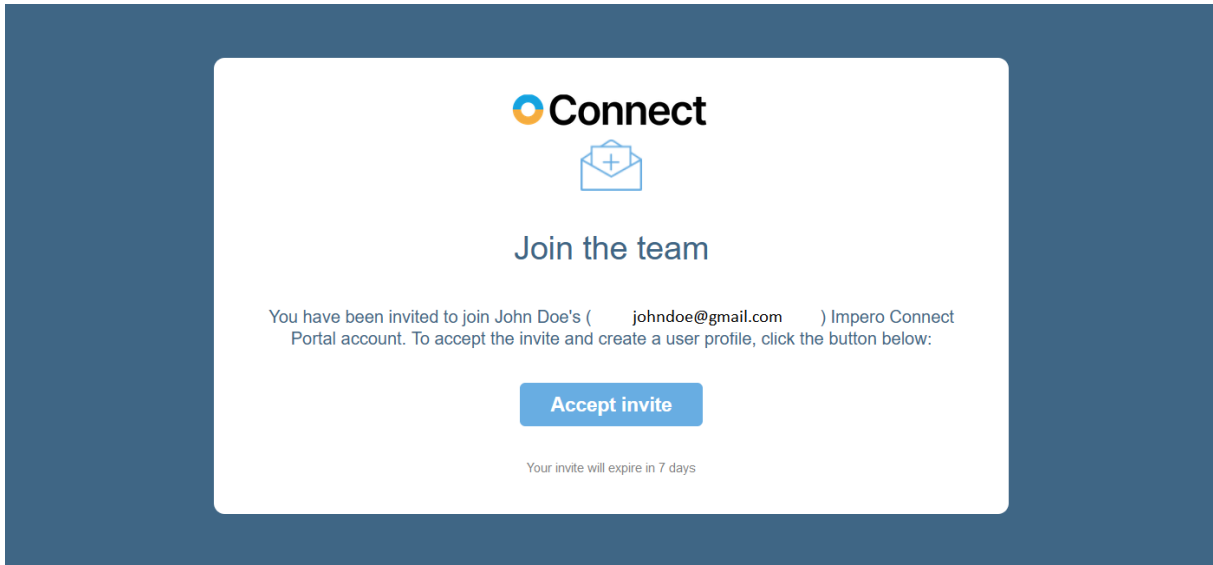 Connect
Join the team
You have been invited to join John Doe's ( johndoe@gmail.com ) Impero Connect
Portal account. To accept the invite and create a user profile, click the button below:
Accept invite
Your invite will expire in 7 days